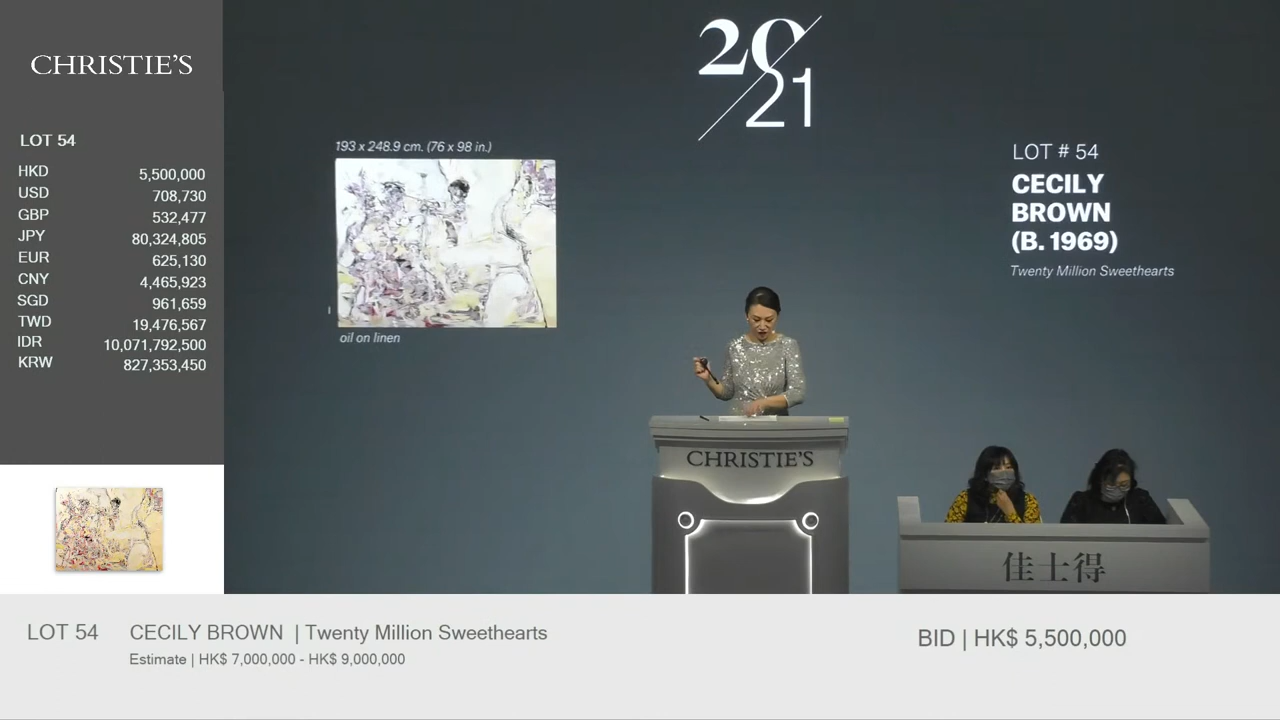 CHRISTIE'S
LOT 54
HKD 5,500,000
USD 708,730
GBP 532,477
JPY 80,324,805
EUR 625,130
CNY 4,465,923
SGD 961,659
TWD 19,476,567
IDR 10,071,792,500
KRW 827,353,450
20/21
193 x 248.9 cm. (76 x 98 in.)
oil on linen
LOT # 54
CECILY
BROWN
(B. 1969)
Twenty Million Sweethearts
CHRISTIE'S
佳士得
LOT 54 CECILY BROWN | Twenty Million Sweethearts
Estimate | HK$ 7,000,000 - HK$ 9,000,000
BID | HK$ 5,500,000